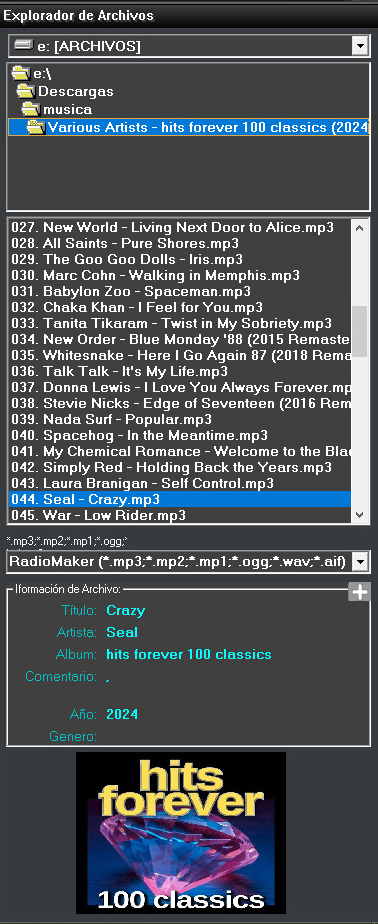 Explorador de Archivos
e: [ARCHIVOS]
e:\
Descargas
musica
Various Artists - hits forever 100 classics (2024
027. New World - Living Next Door to Alice.mp3
028. All Saints - Pure Shores.mp3
029. The Goo Goo Dolls - Iris.mp3
030. Marc Cohn - Walking in Memphis.mp3
031. Babylon Zoo - Spaceman.mp3
032. Chaka Khan - I Feel for You.mp3
033. Tanita Tikaram - Twist in My Sobriety.mp3
034. New Order - Blue Monday '88 (2015 Remaste
035. Whitesnake - Here I Go Again 87 (2018 Rema
036. Talk Talk - It's My Life.mp3
037. Donna Lewis - I Love You Always Forever.mp
038. Stevie Nicks - Edge of Seventeen (2016 Rem
039. Nada Surf - Popular.mp3
040. Spacehog - In the Meantime.mp3
041. My Chemical Romance - Welcome to the Blac
042. Simply Red - Holding Back the Years.mp3
043. Laura Branigan - Self Control.mp3
044. Seal - Crazy.mp3
045. War - Low Rider.mp3
*.mp3;*.mp2;*.mp1;*.ogg;*
RadioMaker (*.mp3;*.mp2;*.mp1;*.ogg;*.wav;*.aif)
Iformación de Archivo:
Título: Crazy
Artista: Seal
Album: hits forever 100 classics
Comentario: ,
Año: 2024
Genero:
hits
forever
100 classics